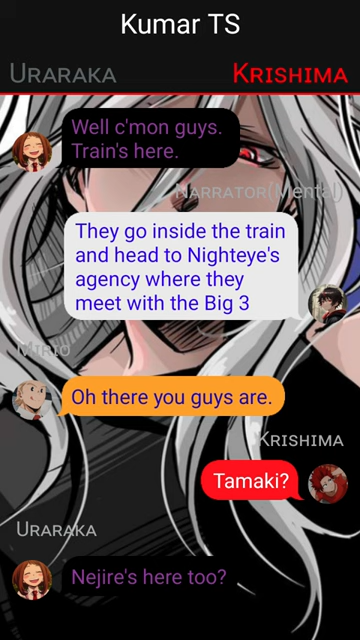 Kumar TS
URARAKA
KRISHIMA
Well c'mon guys.
Train's here.
NARRATOR(Mental)
They go inside the train
and head to Nighteye's
agency where they
meet with the Big 3
MIRIO
Oh there you guys are.
KRISHIMA
Tamaki?
URARAKA
Nejire's here too?